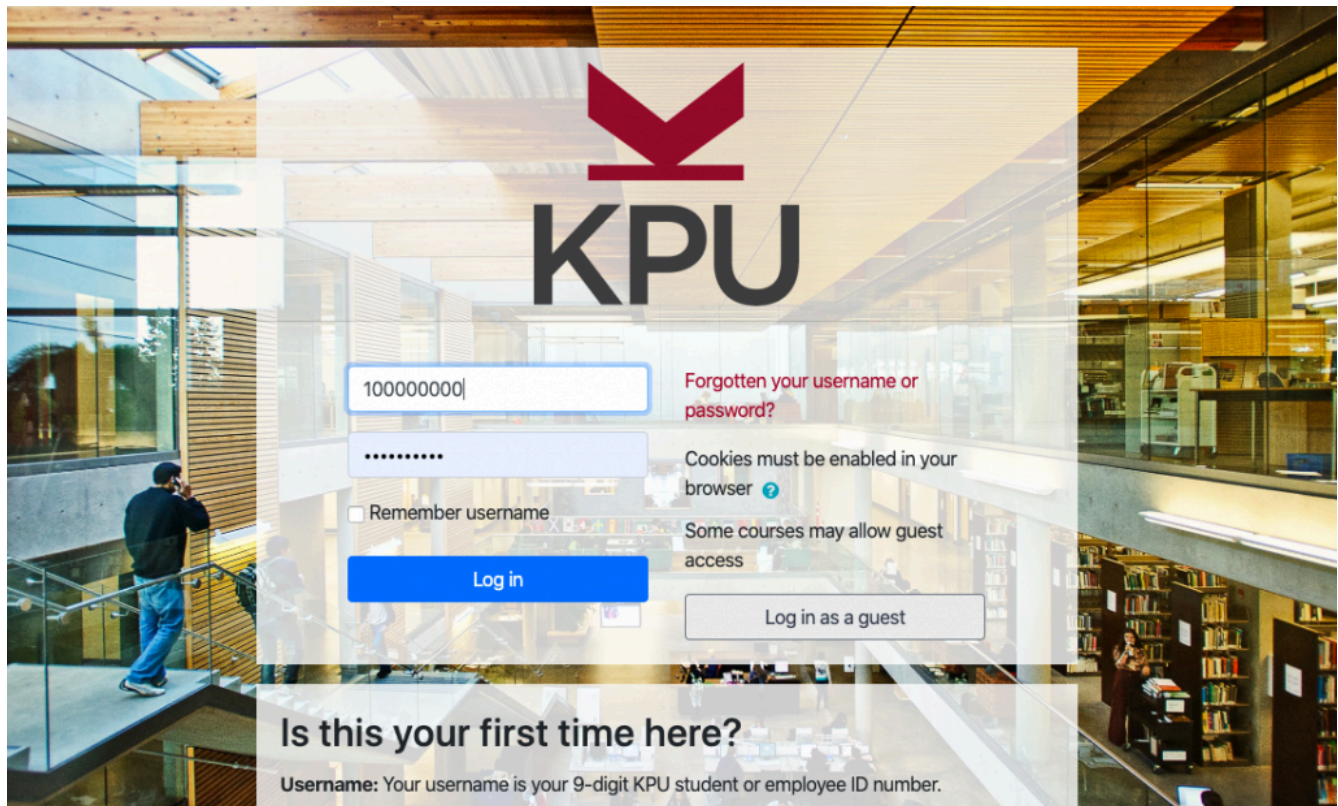 KPU
100000000
Forgotten your username or
password?
••••••••••
Cookies must be enabled in your
browser ?
Remember username
Some courses may allow guest
access
Log in
Log in as a guest
Is this your first time here?
Username: Your username is your 9-digit KPU student or employee ID number.